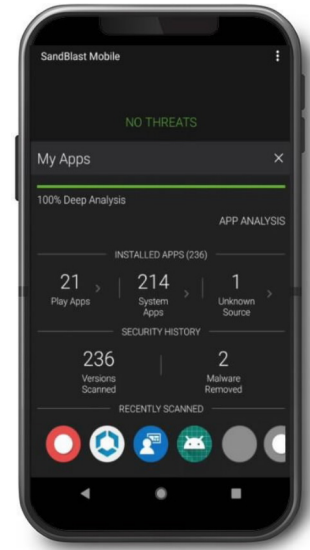 SandBlast Mobile
NO THREATS
My Apps
100% Deep Analysis
APP ANALYSIS
INSTALLED APPS (236)
21 214 1
Play Apps System Unknown
Apps Source
SECURITY HISTORY
236 2
Versions Malware
Scanned Removed
RECENTLY SCANNED